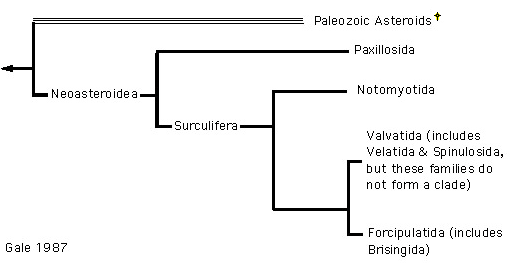 Paleozoic Asteroids✦
Paxillosida
Notomyotida
Neoasteroidea
Surculifera
Valvatida (includes
Velatida & Spinulosida,
but these families do
not form a clade)
Forcipulatida (includes
Brisingida)
Gale 1987